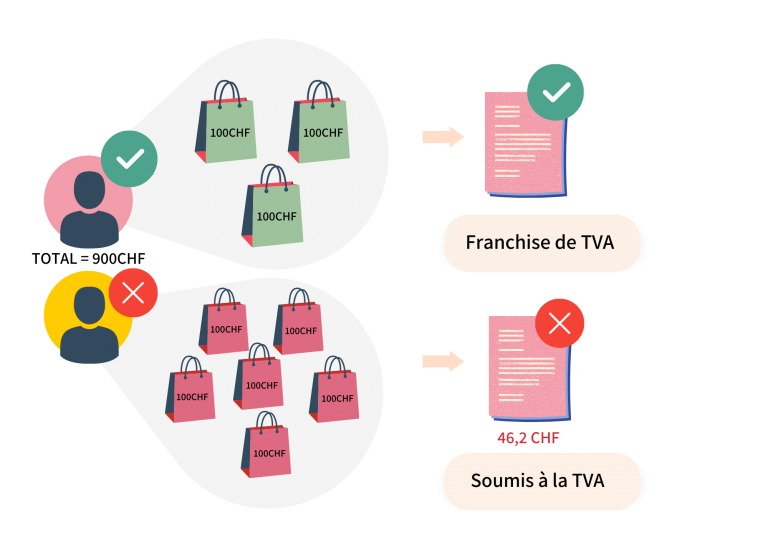 100CHF
100CHF
100CHF
Franchise de TVA
TOTAL = 900CHF
100CHF
100CHF
100CHF
100CHF
100CHF
100CHF
46,2 CHF
Soumis à la TVA